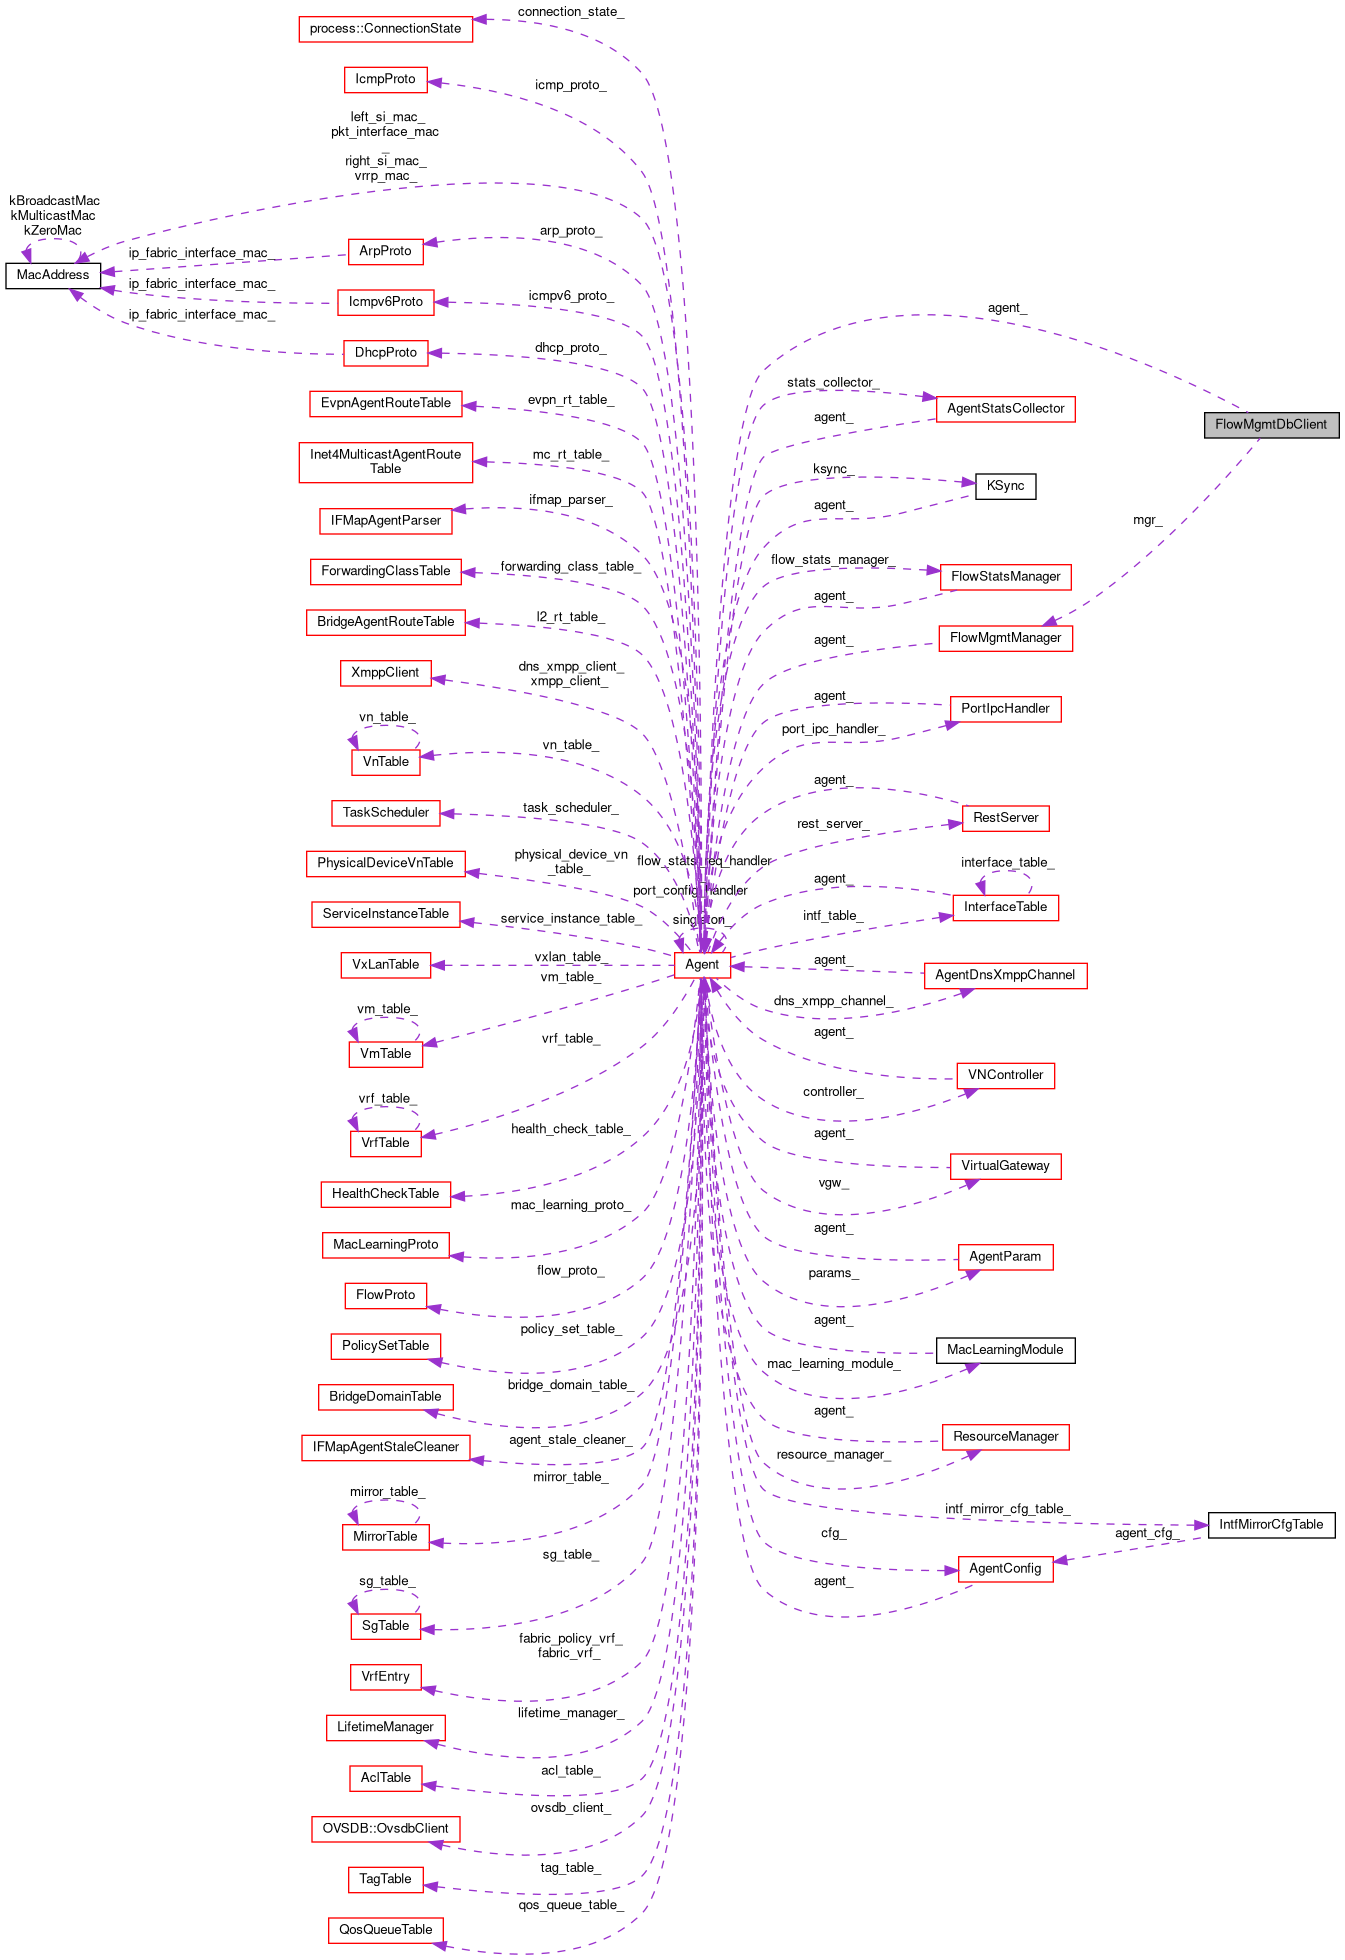 connection_state_
process::ConnectionState
IcmpProto
icmp_proto_
left_si_mac_
pkt_interface_mac
_
right_si_mac_
vrrp_mac_
kBroadcastMac
kMulticastMac
kZeroMac
MacAddress
ip_fabric_interface_mac_
ArpProto
arp_proto_
ip_fabric_interface_mac_
Icmpv6Proto
icmpv6_proto_
ip_fabric_interface_mac_
DhcpProto
dhcp_proto_
EvpnAgentRouteTable
evpn_rt_table_
Inet4MulticastAgentRoute
Table
mc_rt_table_
IFMapAgentParser
ifmap_parser_
ForwardingClassTable
forwarding_class_table_
BridgeAgentRouteTable
l2_rt_table_
XmppClient
dns_xmpp_client_
xmpp_client_
vn_table_
VnTable
vn_table_
TaskScheduler
task_scheduler_
PhysicalDeviceVnTable
physical_device_vn
_table_
ServiceInstanceTable
service_instance_table_
VxLanTable
vxlan_table_
vm_table_
vm_table_
VmTable
vrf_table_
vrf_table_
VrfTable
health_check_table_
HealthCheckTable
mac_learning_proto_
MacLearningProto
flow_proto_
FlowProto
policy_set_table_
PolicySetTable
bridge_domain_table_
BridgeDomainTable
agent_stale_cleaner_
IFMapAgentStaleCleaner
mirror_table_
mirror_table_
MirrorTable
sg_table_
sg_table_
SgTable
fabric_policy_vrf_
fabric_vrf_
VrfEntry
lifetime_manager_
LifetimeManager
acl_table_
AclTable
ovsdb_client_
OVSDB::OvsdbClient
tag_table_
TagTable
qos_queue_table_
QosQueueTable
flow_stats_req_handler
_
port_config_handler
_
singleton_
Agent
agent_
FlowMgmtDbClient
mgr_
stats_collector_
AgentStatsCollector
agent_
ksync_
KSync
agent_
flow_stats_manager_
FlowStatsManager
agent_
FlowMgmtManager
agent_
agent_
PortIpcHandler
port_ipc_handler_
agent_
RestServer
rest_server_
interface_table_
agent_
InterfaceTable
intf_table_
agent_
AgentDnsXmppChannel
dns_xmpp_channel_
agent_
VNController
controller_
agent_
VirtualGateway
vgw_
agent_
AgentParam
params_
agent_
MacLearningModule
mac_learning_module_
agent_
ResourceManager
resource_manager_
intf_mirror_cfg_table_
IntfMirrorCfgTable
cfg_
agent_cfg_
AgentConfig
agent_